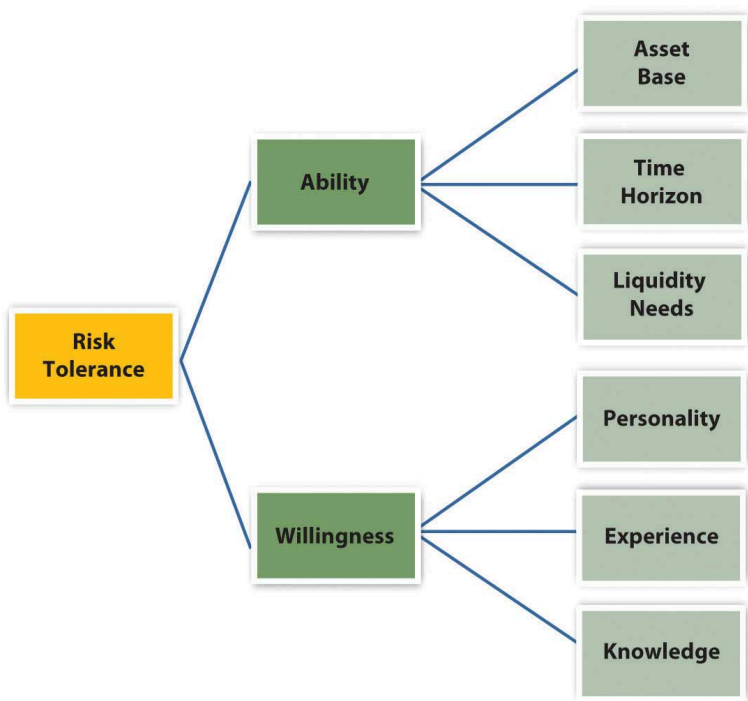 Risk
Tolerance
Ability
Asset
Base
Time
Horizon
Liquidity
Needs
Willingness
Personality
Experience
Knowledge